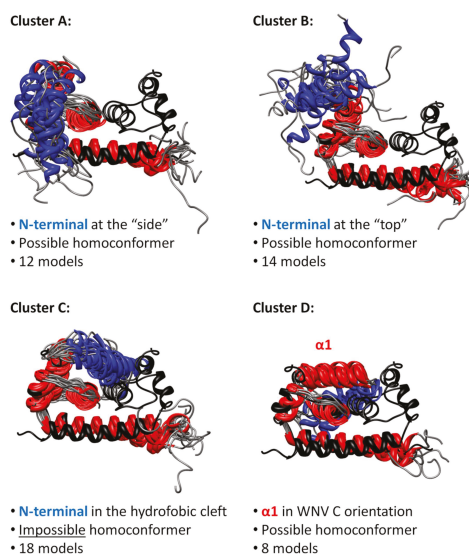 Cluster A:
• N-terminal at the “side”
• Possible homoconformer
• 12 models
Cluster B:
• N-terminal at the “top”
• Possible homoconformer
• 14 models
Cluster C:
• N-terminal in the hydrofobic cleft
• Impossible homoconformer
• 18 models
Cluster D:
α1
• α1 in WNV C orientation
• Possible homoconformer
• 8 models